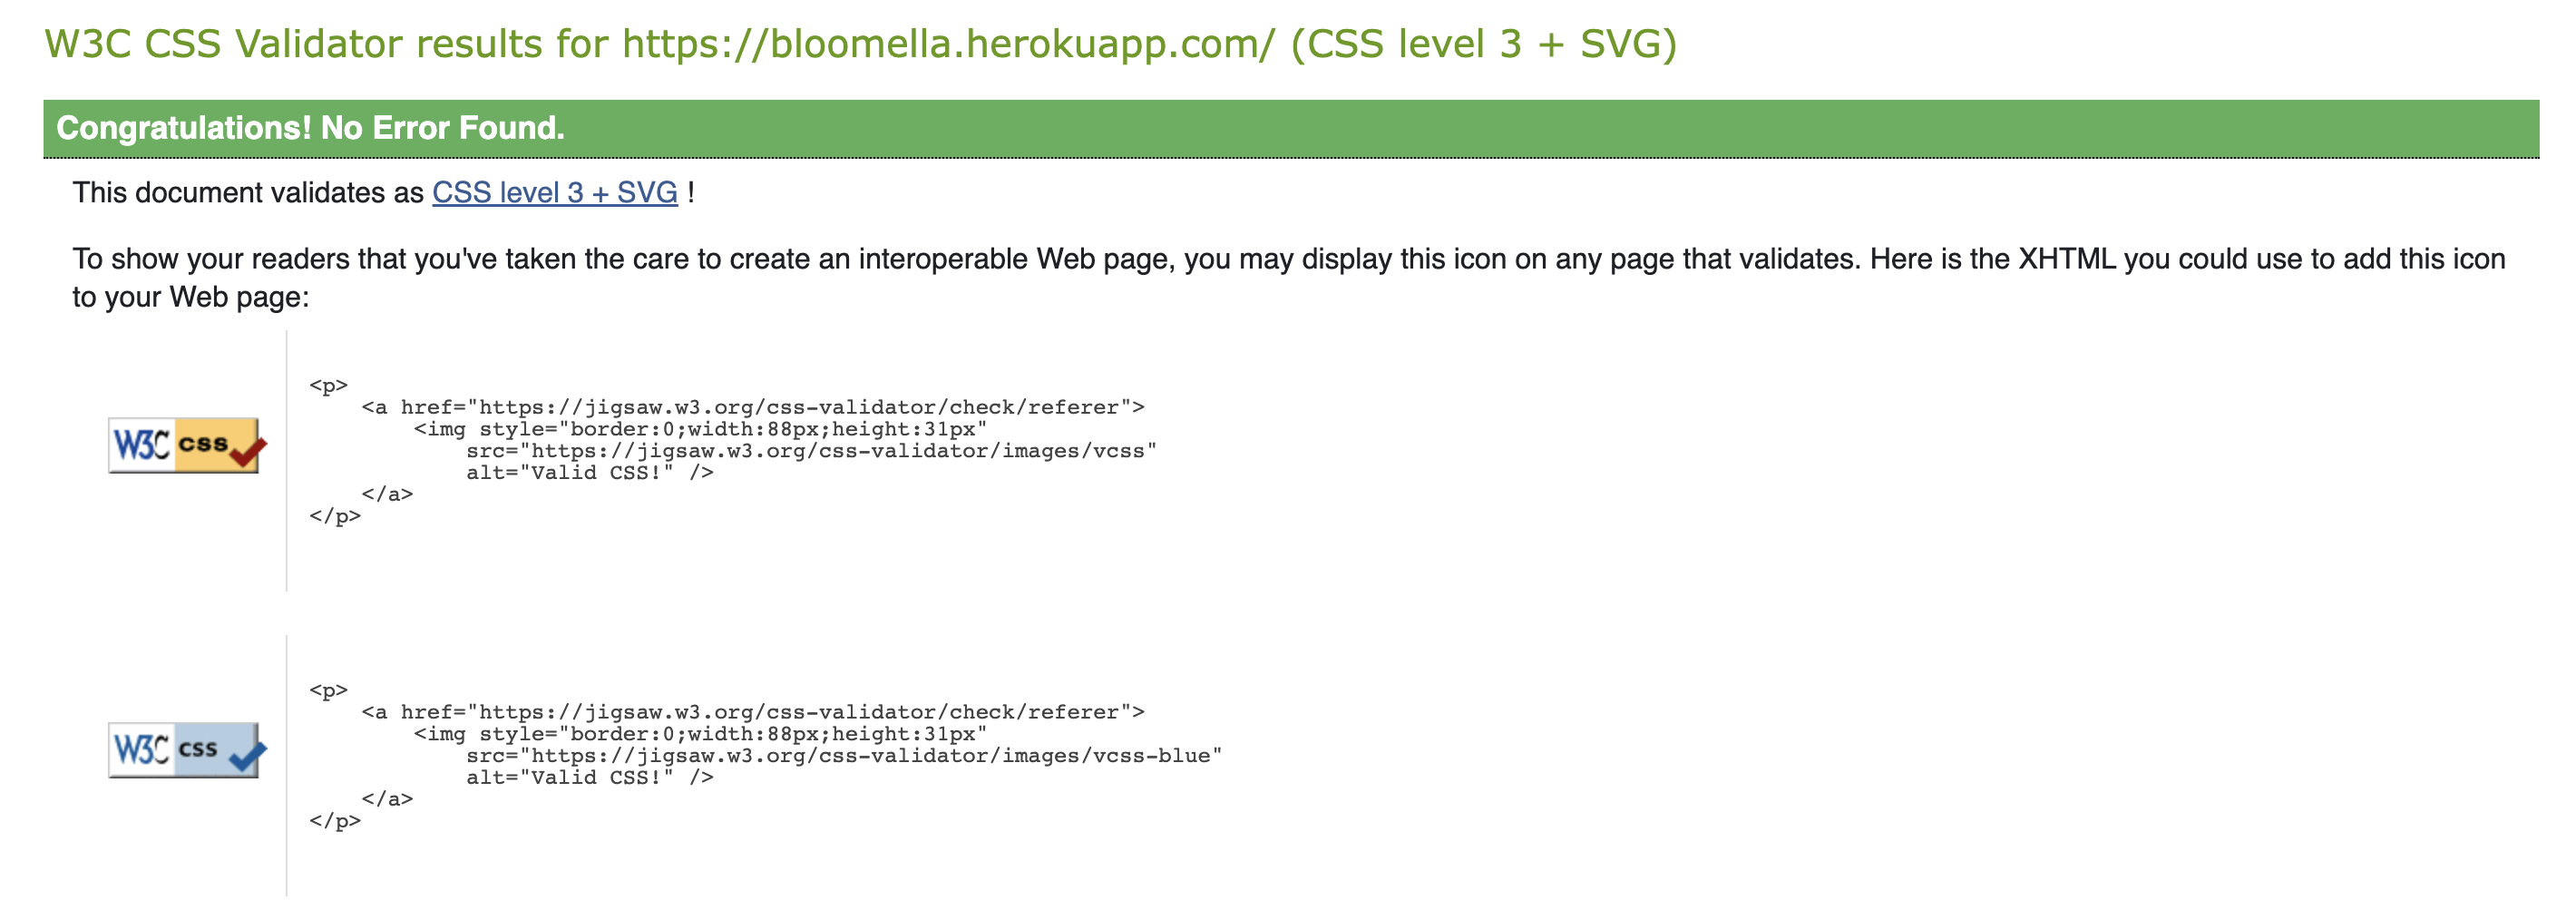 W3C CSS Validator results for https://bloomella.herokuapp.com/ (CSS level 3 + SVG)
Congratulations! No Error Found.
This document validates as CSS level 3 + SVG !
To show your readers that you've taken the care to create an interoperable Web page, you may display this icon on any page that validates. Here is the XHTML you could use to add this icon
to your Web page:
W3C css
<p>
    <a href="https://jigsaw.w3.org/css-validator/check/referer">
        <img style="border:0;width:88px;height:31px"
            src="https://jigsaw.w3.org/css-validator/images/vcss"
            alt="Valid CSS!" />
    </a>
</p>
W3C css
<p>
    <a href="https://jigsaw.w3.org/css-validator/check/referer">
        <img style="border:0;width:88px;height:31px"
            src="https://jigsaw.w3.org/css-validator/images/vcss-blue"
            alt="Valid CSS!" />
    </a>
</p>